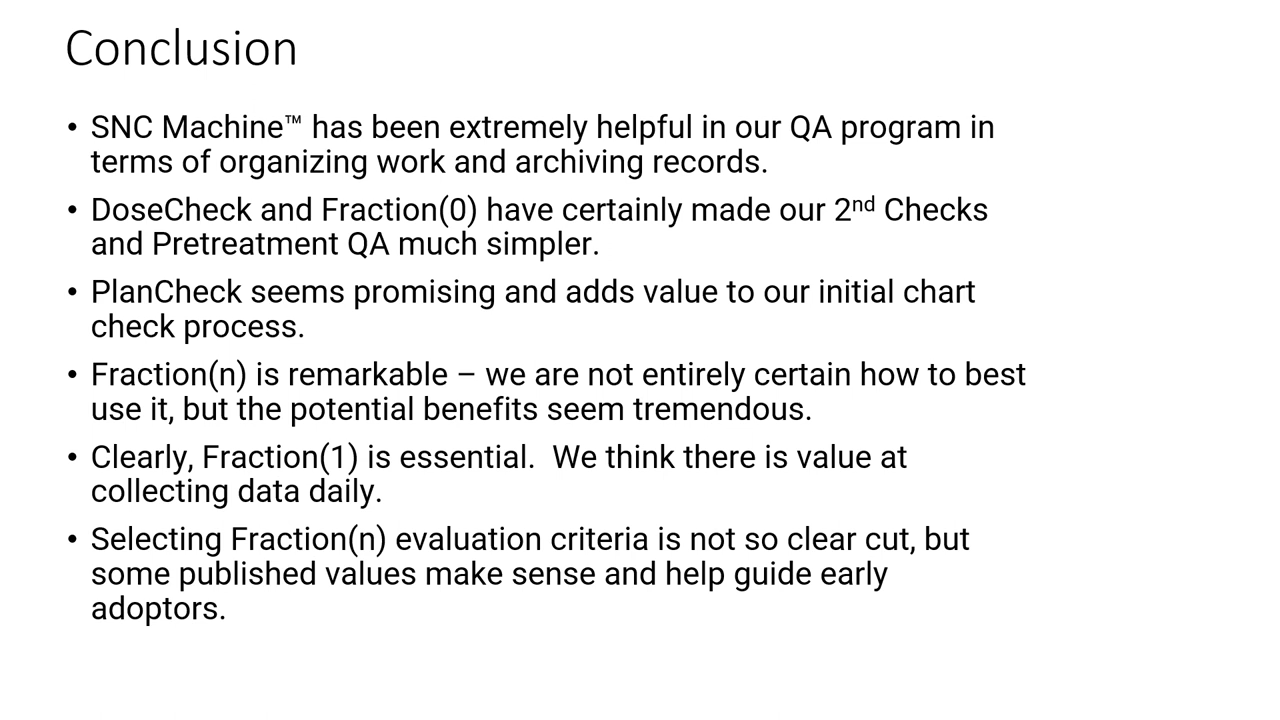 Conclusion
• SNC Machine™ has been extremely helpful in our QA program in
terms of organizing work and archiving records.
• DoseCheck and Fraction(0) have certainly made our 2nd Checks
and Pretreatment QA much simpler.
• PlanCheck seems promising and adds value to our initial chart
check process.
• Fraction(n) is remarkable – we are not entirely certain how to best
use it, but the potential benefits seem tremendous.
• Clearly, Fraction(1) is essential.  We think there is value at
collecting data daily.
• Selecting Fraction(n) evaluation criteria is not so clear cut, but
some published values make sense and help guide early
adoptors.